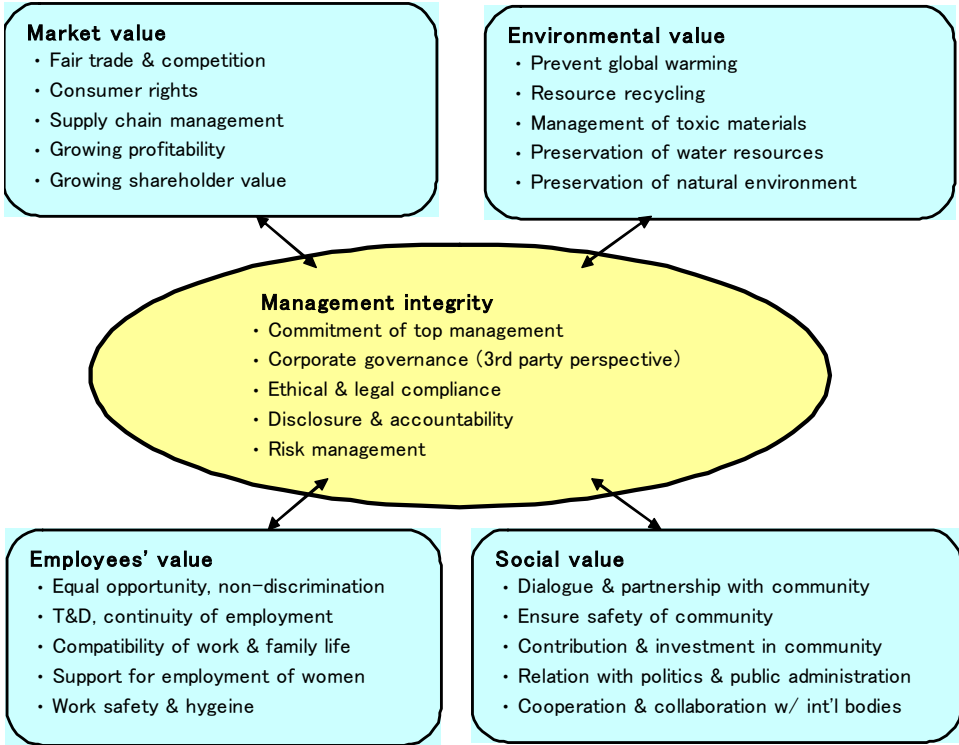 Market value
・ Fair trade & competition
・ Consumer rights
・ Supply chain management
・ Growing profitability
・ Growing shareholder value
Environmental value
・ Prevent global warming
・ Resource recycling
・ Management of toxic materials
・ Preservation of water resources
・ Preservation of natural environment
Management integrity
・ Commitment of top management
・ Corporate governance (3rd party perspective)
・ Ethical & legal compliance
・ Disclosure & accountability
・ Risk management
Employees' value
・ Equal opportunity, non-discrimination
・ T&D, continuity of employment
・ Compatibility of work & family life
・ Support for employment of women
・ Work safety & hygeine
Social value
・ Dialogue & partnership with community
・ Ensure safety of community
・ Contribution & investment in community
・ Relation with politics & public administration
・ Cooperation & collaboration w/ int'l bodies